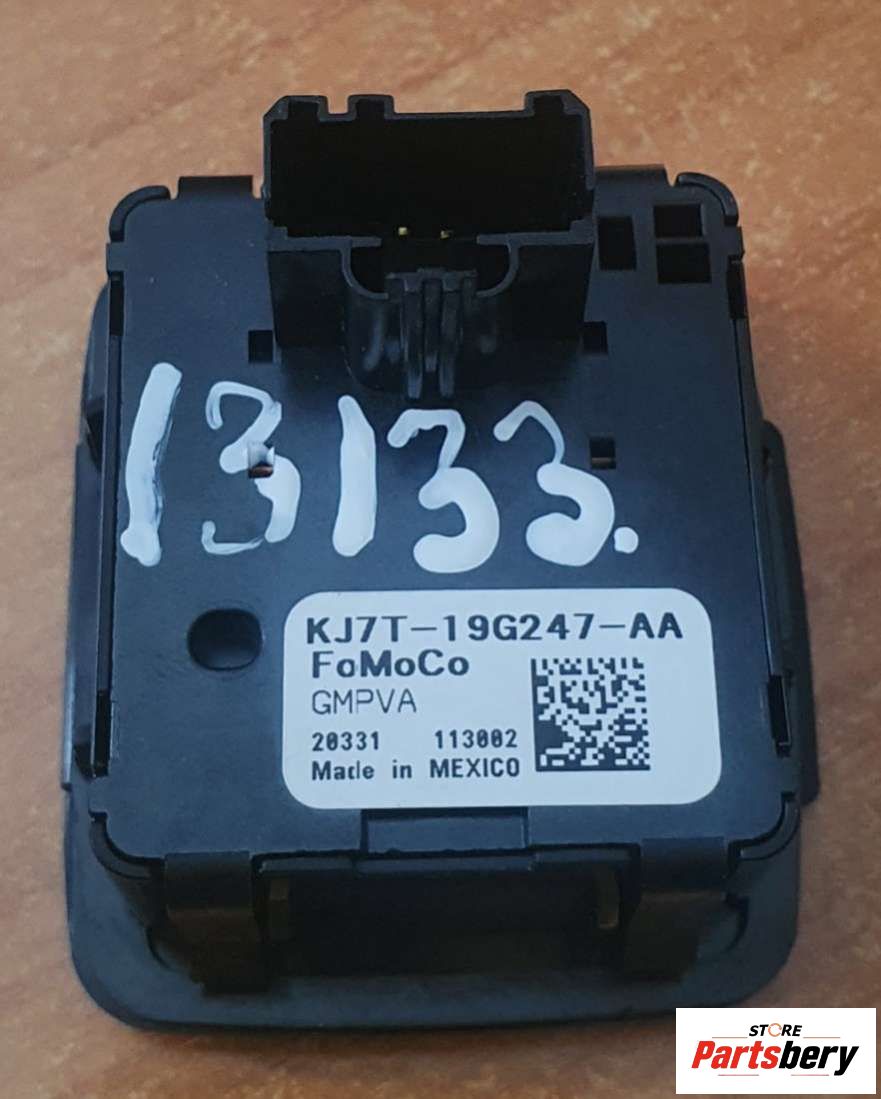 13133.
KJ7T-19G247-AA
FoMoCo
GMPVA
20331 113002
Made in MEXICO
STORE
Partsbery